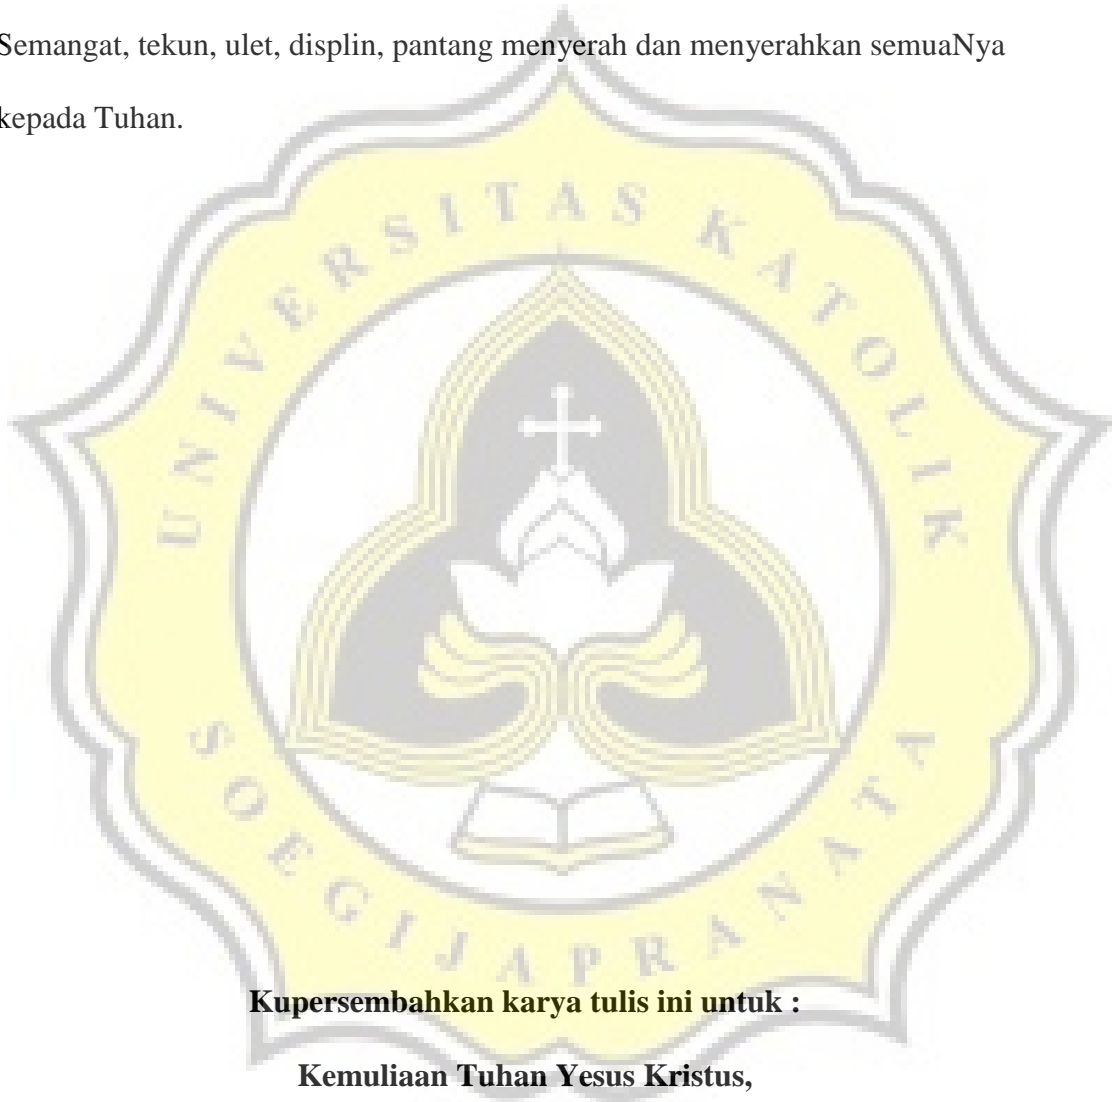 Semangat, tekun, ulet, displin, pantang menyerah dan menyerahkan semuaNya
kepada Tuhan.
UNIVERSITAS KATOLIK
SOEGIJAPRANATA
Kupersembahkan karya tulis ini untuk :
Kemuliaan Tuhan Yesus Kristus,